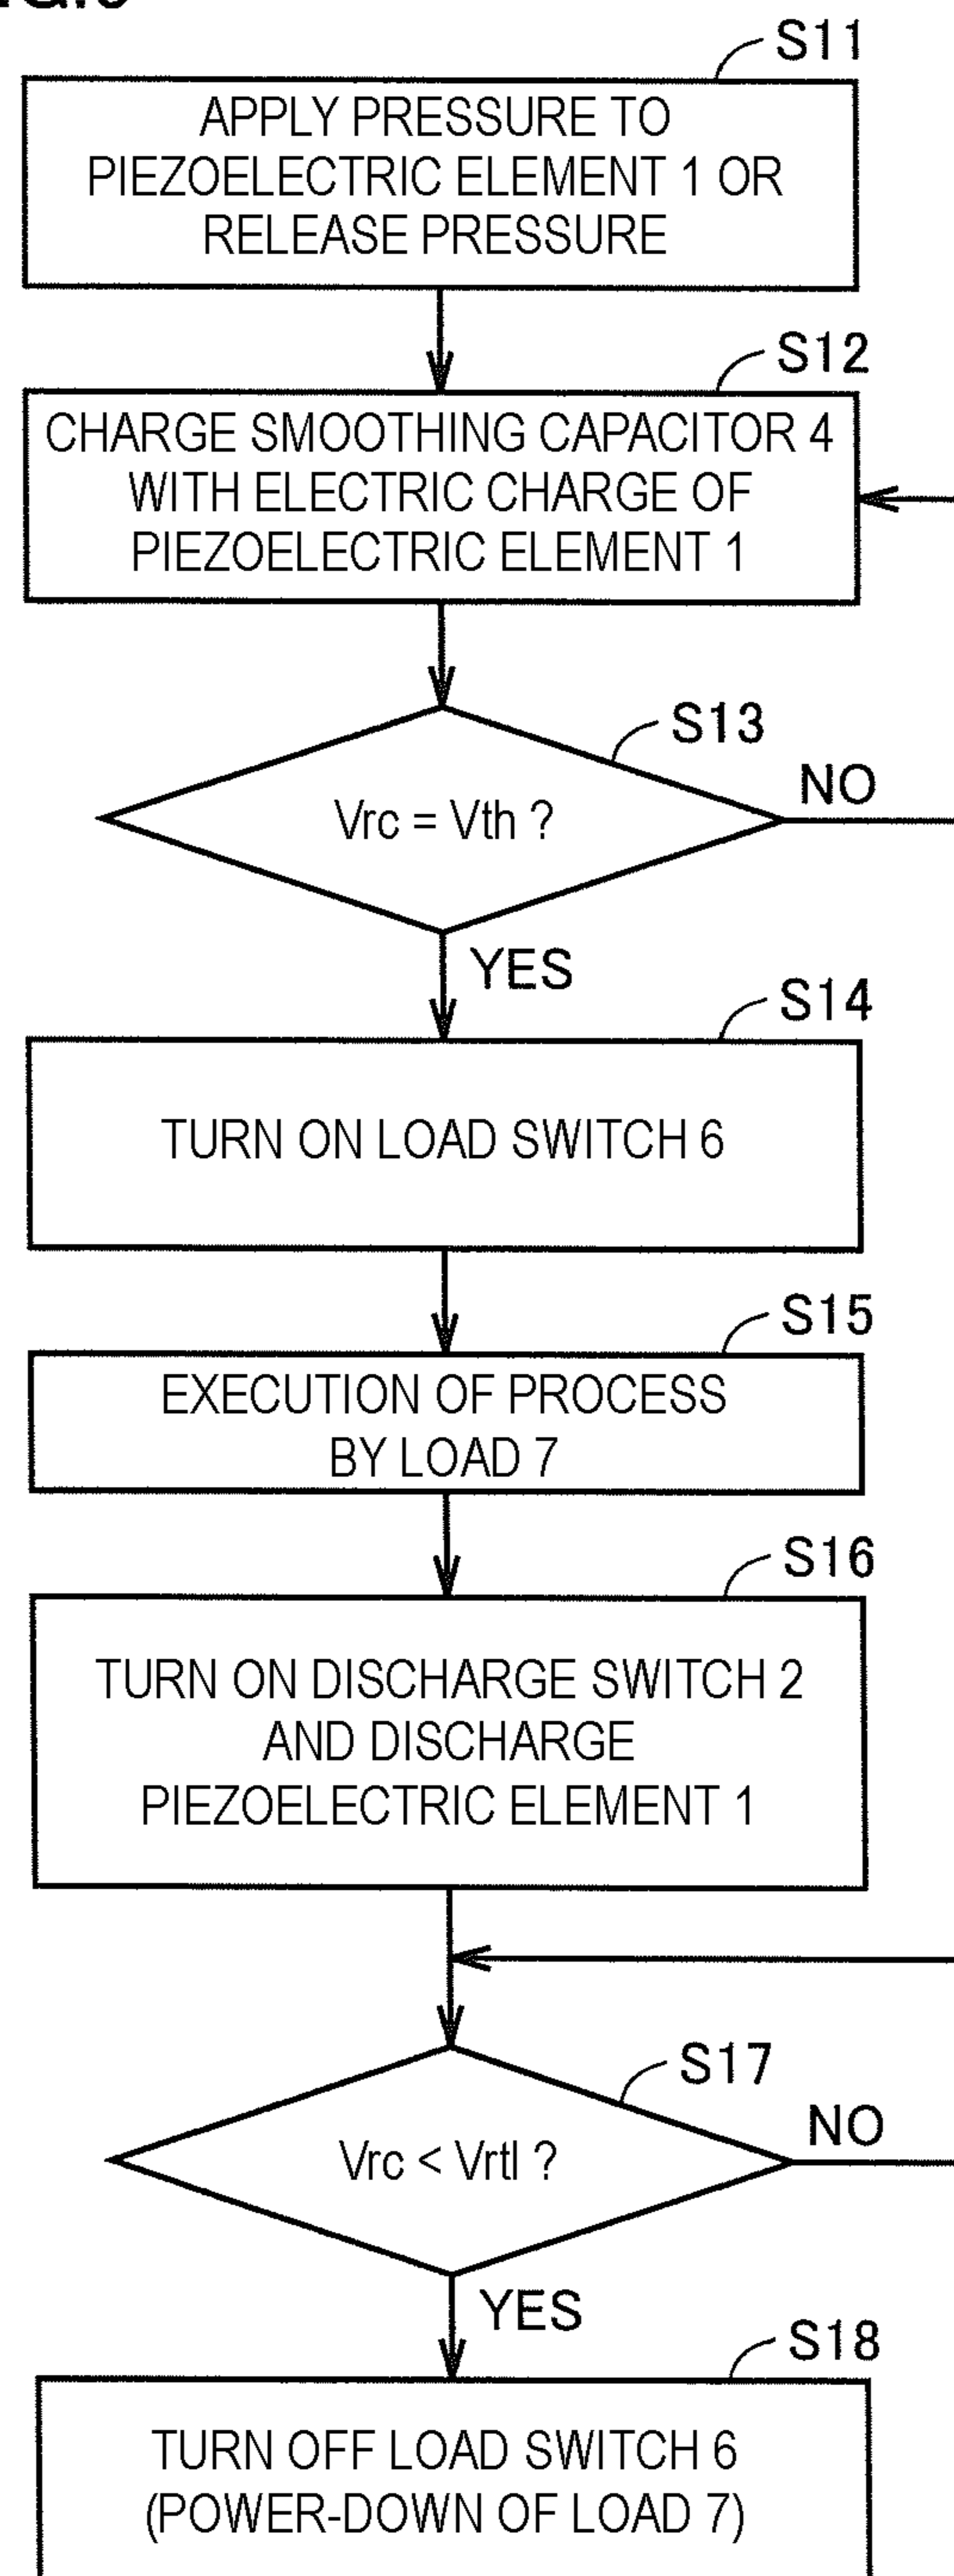 S11
APPLY PRESSURE TO
PIEZOELECTRIC ELEMENT 1 OR
RELEASE PRESSURE
S12
CHARGE SMOOTHING CAPACITOR 4
WITH ELECTRIC CHARGE OF
PIEZOELECTRIC ELEMENT 1
S13
Vrc = Vth ?
NO
YES
S14
TURN ON LOAD SWITCH 6
S15
EXECUTION OF PROCESS
BY LOAD 7
S16
TURN ON DISCHARGE SWITCH 2
AND DISCHARGE
PIEZOELECTRIC ELEMENT 1
S17
Vrc < Vrtl ?
NO
YES
S18
TURN OFF LOAD SWITCH 6
(POWER-DOWN OF LOAD 7)